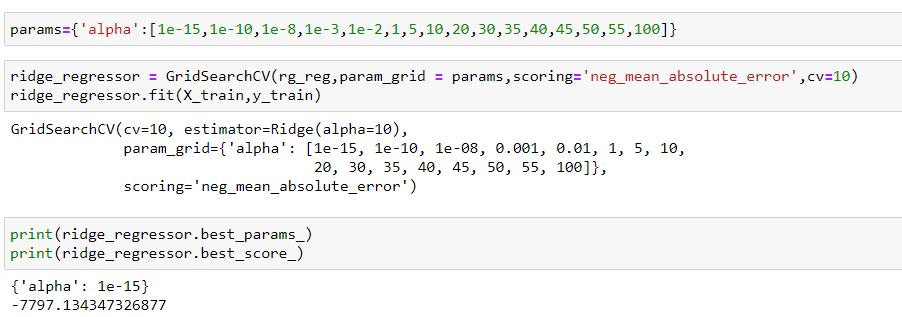 params={'alpha':[1e-15,1e-10,1e-8,1e-3,1e-2,1,5,10,20,30,35,40,45,50,55,100]}
ridge_regressor = GridSearchCV(rg_reg,param_grid = params,scoring='neg_mean_absolute_error',cv=10)
ridge_regressor.fit(X_train,y_train)
GridSearchCV(cv=10, estimator=Ridge(alpha=10),
             param_grid={'alpha': [1e-15, 1e-10, 1e-08, 0.001, 0.01, 1, 5, 10,
                                   20, 30, 35, 40, 45, 50, 55, 100]},
             scoring='neg_mean_absolute_error')
print(ridge_regressor.best_params_)
print(ridge_regressor.best_score_)
{'alpha': 1e-15}
-7797.134347326877